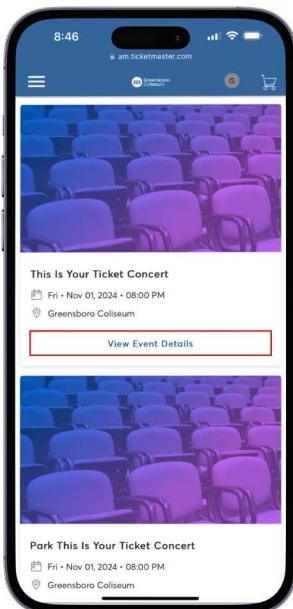 8:46
am.ticketmaster.com
Greensboro
Coliseum
G
This Is Your Ticket Concert
Fri • Nov 01, 2024 • 08:00 PM
Greensboro Coliseum
View Event Details
Park This Is Your Ticket Concert
Fri • Nov 01, 2024 • 08:00 PM
Greensboro Coliseum